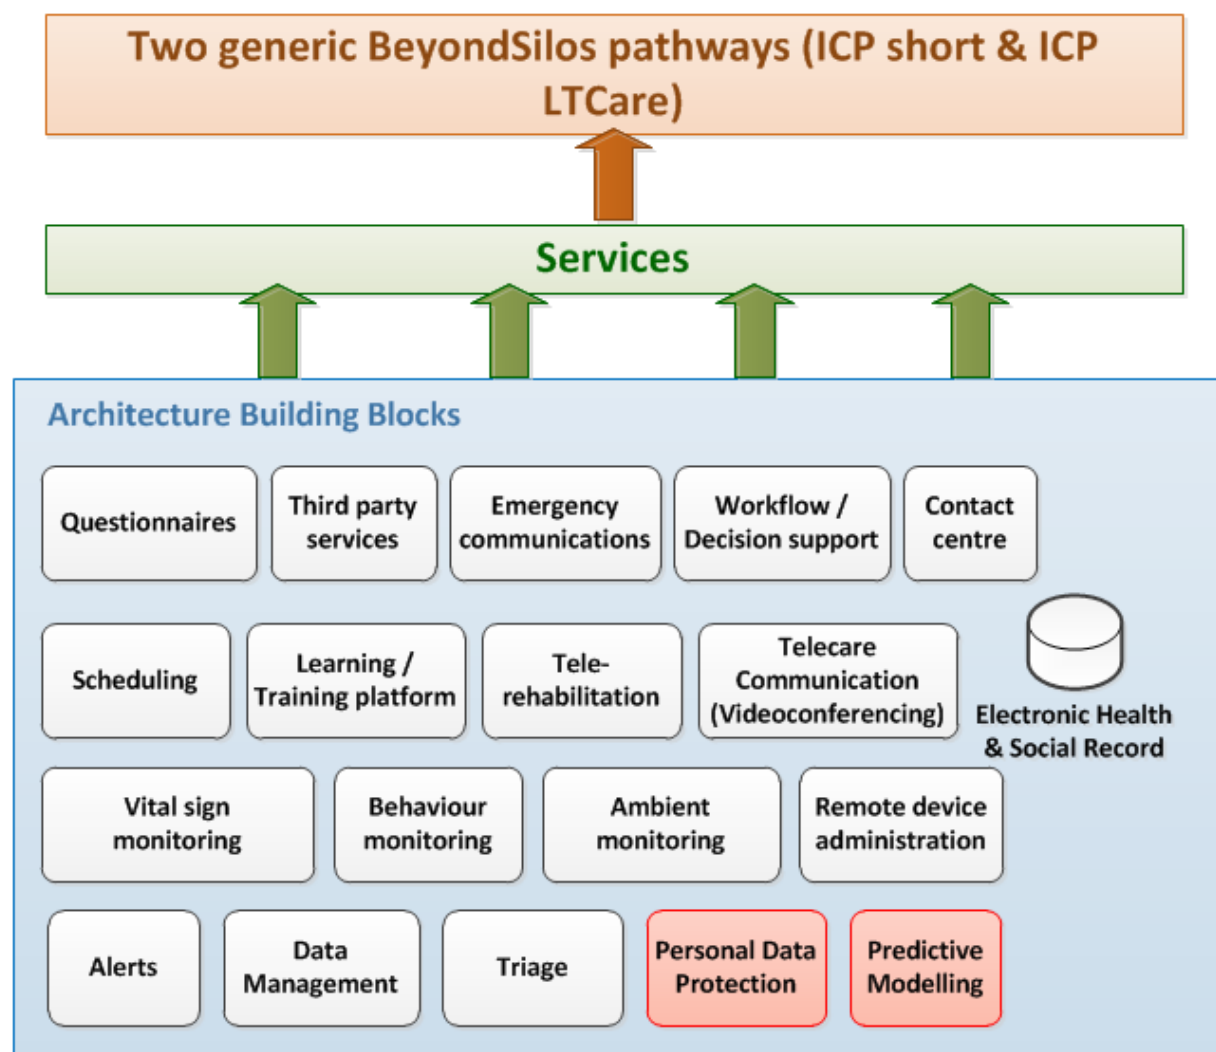 Two generic BeyondSilos pathways (ICP short & ICP
LTCare)
Services
Architecture Building Blocks
Questionnaires
Third party
services
Emergency
communications
Workflow /
Decision support
Contact
centre
Scheduling
Learning /
Training platform
Tele-
rehabilitation
Telecare
Communication
(Videoconferencing)
Electronic Health
& Social Record
Vital sign
monitoring
Behaviour
monitoring
Ambient
monitoring
Remote device
administration
Alerts
Data
Management
Triage
Personal Data
Protection
Predictive
Modelling